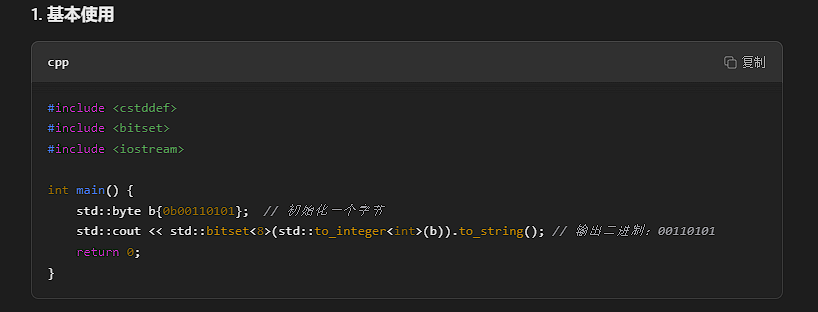 1. 基本使用
cpp
复制
#include <cstddef>
#include <bitset>
#include <iostream>
int main() {
    std::byte b{0b00110101};  // 初始化一个字节
    std::cout << std::bitset<8>(std::to_integer<int>(b)).to_string(); // 输出二进制：00110101
    return 0;
}